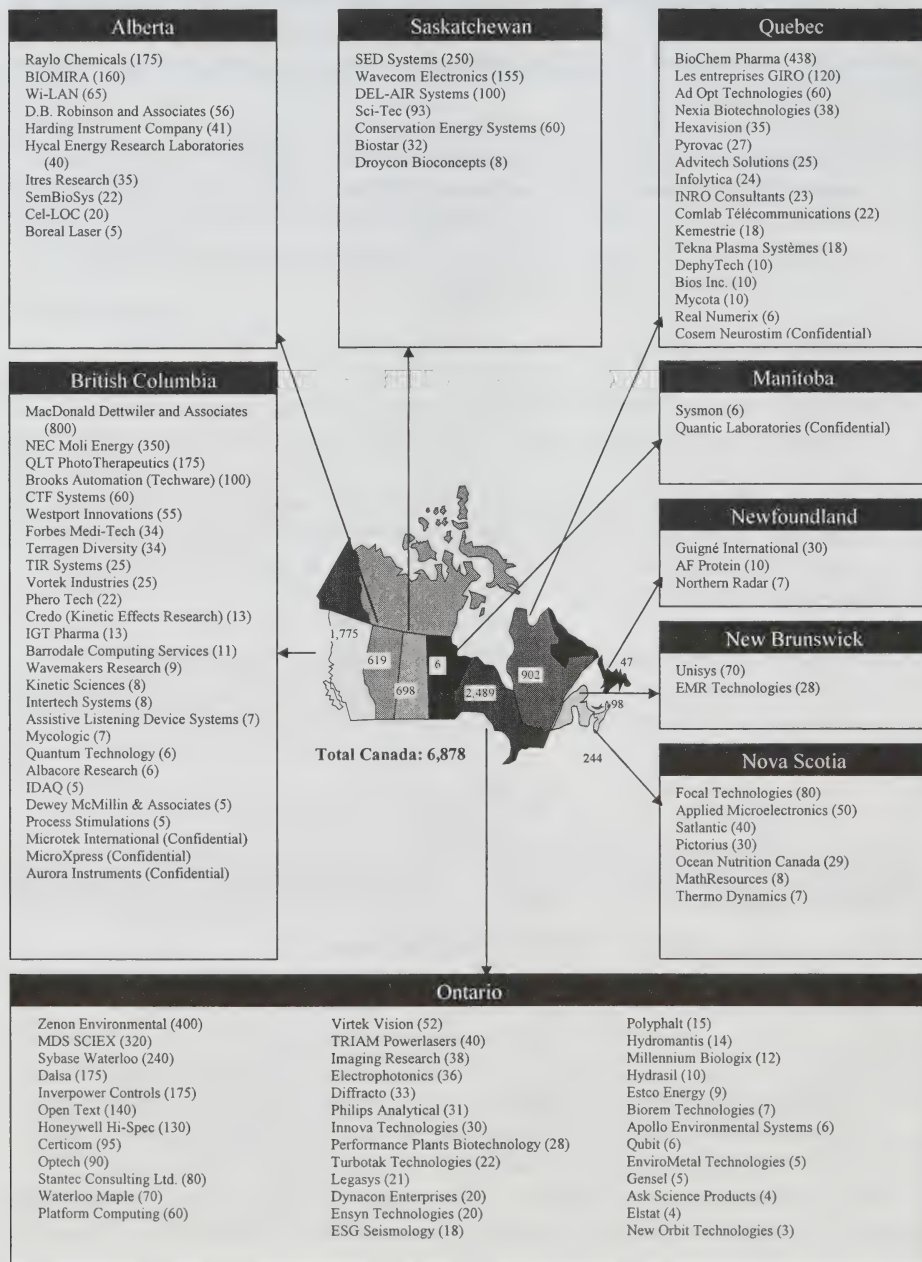 Alberta
Raylo Chemicals (175)
BIOMIRA (160)
Wi-LAN (65)
D.B. Robinson and Associates (56)
Harding Instrument Company (41)
Hycal Energy Research Laboratories
(40)
Itres Research (35)
SemBioSys (22)
Cel-LOC (20)
Boreal Laser (5)
Saskatchewan
SED Systems (250)
Wavecom Electronics (155)
DEL-AIR Systems (100)
Sci-Tec (93)
Conservation Energy Systems (60)
Biostar (32)
Droycon Bioconcepts (8)
Quebec
BioChem Pharma (438)
Les entreprises GIRO (120)
Ad Opt Technologies (60)
Nexia Biotechnologies (38)
Hexavision (35)
Pyrovac (27)
Advitech Solutions (25)
Infolytica (24)
INRO Consultants (23)
Comlab Télécommunications (22)
Kemestrie (18)
Tekna Plasma Systèmes (18)
DephyTech (10)
Bios Inc. (10)
Mycota (10)
Real Numerix (6)
Cosem Neurostim (Confidential)
British Columbia
MacDonald Dettwiler and Associates
(800)
NEC Moli Energy (350)
QLT PhotoTherapeutics (175)
Brooks Automation (Techware) (100)
CTF Systems (60)
Westport Innovations (55)
Forbes Medi-Tech (34)
Terragen Diversity (34)
TIR Systems (25)
Vortek Industries (25)
Phero Tech (22)
Credo (Kinetic Effects Research) (13)
IGT Pharma (13)
Barrodale Computing Services (11)
Wavemakers Research (9)
Kinetic Sciences (8)
Intertech Systems (8)
Assistive Listening Device Systems (7)
Mycologic (7)
Quantum Technology (6)
Albacore Research (6)
IDAQ (5)
Dewey McMillin & Associates (5)
Process Stimulations (5)
Microtek International (Confidential)
MicroXpress (Confidential)
Aurora Instruments (Confidential)
1,775
619
698
6
2,489
902
47
98
244
Total Canada: 6,878
Manitoba
Sysmon (6)
Quantic Laboratories (Confidential)
Newfoundland
Guigné International (30)
AF Protein (10)
Northern Radar (7)
New Brunswick
Unisys (70)
EMR Technologies (28)
Nova Scotia
Focal Technologies (80)
Applied Microelectronics (50)
Satlantic (40)
Pictorius (30)
Ocean Nutrition Canada (29)
MathResources (8)
Thermo Dynamics (7)
Ontario
Zenon Environmental (400)
MDS SCIEX (320)
Sybase Waterloo (240)
Dalsa (175)
Inverpower Controls (175)
Open Text (140)
Honeywell Hi-Spec (130)
Certicom (95)
Optech (90)
Stantec Consulting Ltd. (80)
Waterloo Maple (70)
Platform Computing (60)
Virtek Vision (52)
TRIAM Powerlasers (40)
Imaging Research (38)
Electrophotonics (36)
Diffracto (33)
Philips Analytical (31)
Innova Technologies (30)
Performance Plants Biotechnology (28)
Turbotak Technologies (22)
Legasys (21)
Dynacon Enterprises (20)
Ensyn Technologies (20)
ESG Seismology (18)
Polyphalt (15)
Hydromantis (14)
Millennium Biologix (12)
Hydrasil (10)
Estco Energy (9)
Biorem Technologies (7)
Apollo Environmental Systems (6)
Qubit (6)
EnviroMetal Technologies (5)
Gensel (5)
Ask Science Products (4)
Elstat (4)
New Orbit Technologies (3)